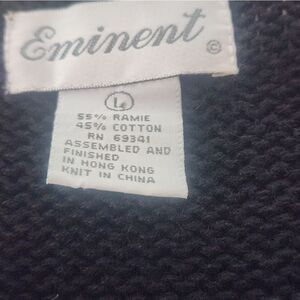 Eminent
©
L
55% RAMIE
45% COTTON
RN 69341
ASSEMBLED AND
FINISHED
IN HONG KONG
KNIT IN CHINA